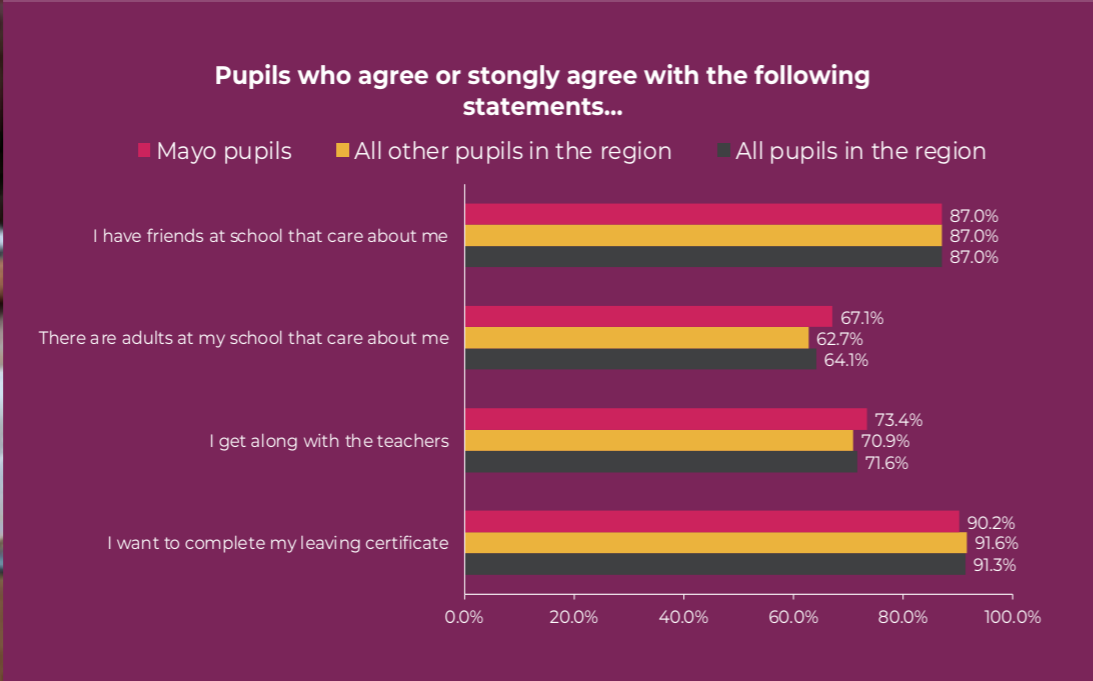 Pupils who agree or stongly agree with the following
statements...
Mayo pupils
All other pupils in the region
All pupils in the region
I have friends at school that care about me
87.0%
87.0%
87.0%
There are adults at my school that care about me
67.1%
62.7%
64.1%
I get along with the teachers
73.4%
70.9%
71.6%
I want to complete my leaving certificate
90.2%
91.6%
91.3%
0.0%
20.0%
40.0%
60.0%
80.0%
100.0%